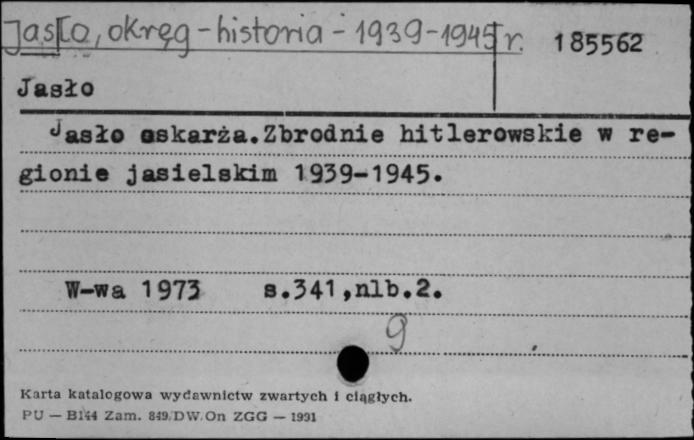 Jasło, okręg - historia - 1939-1945 r. 185562
Jasło
Jasło oskarża.Zbrodnie hitlerowskie w re-
gionie jasielskim 1939-1945.
W-wa 1973 s.341,nlb.2.
9
Karta katalogowa wydawnictw zwartych i ciągłych.
PU — B144 Zam. 849/DW.On ZGG — 1991